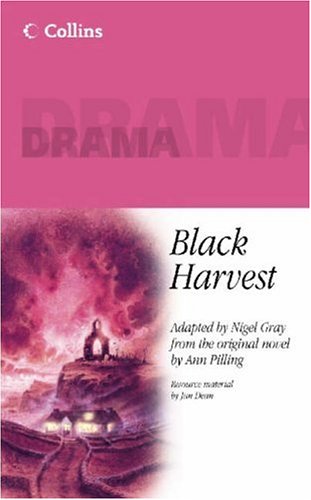 Collins
DRAMA
DRAMA
Black
Harvest
Adapted by Nigel Gray
from the original novel
by Ann Pilling
Resource material
by Jan Dean